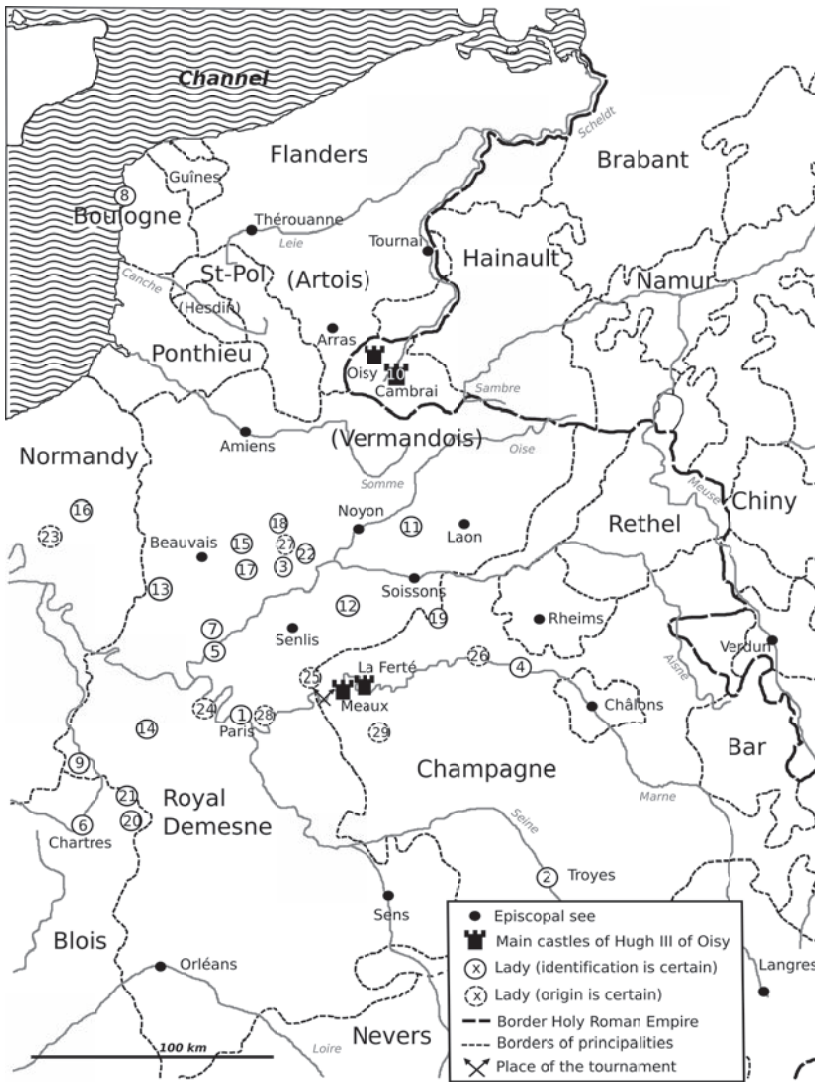 Channel
Scheldt
Flanders
Brabant
Guînes
8
Boulogne
Thérouanne
Leie
Tournai
Hainault
St-Pol
(Artois)
Namur
Canche
(Hesdin)
Arras
Ponthieu
Oisy
10
Cambrai
Sambre
Amiens
(Vermandois)
Oise
Normandy
Somme
Meuse
Chiny
16
18
Noyon
11
Laon
Rethel
23
Beauvais
15
27
22
17
3
13
Soissons
12
19
Rheims
7
Senlis
Verdun
5
26
4
Aisne
25
La Ferté
Meaux
Châlons
24
1
28
Paris
14
29
Bar
9
Champagne
21
Royal
Demesne
Marne
6
20
Chartres
Seine
2
Troyes
Sens
Blois
Orléans
Langres
Nevers
Loire
100 km
Episcopal see
Main castles of Hugh III of Oisy
x Lady (identification is certain)
x Lady (origin is certain)
Border Holy Roman Empire
Borders of principalities
Place of the tournament